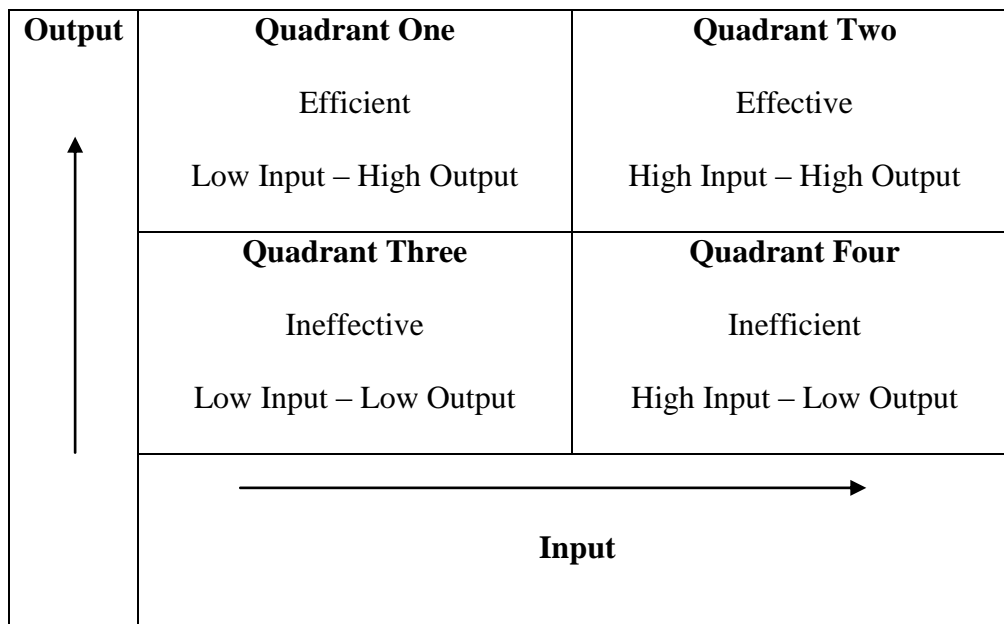 Output
Quadrant One
Efficient
Low Input – High Output
Quadrant Two
Effective
High Input – High Output
Quadrant Three
Ineffective
Low Input – Low Output
Quadrant Four
Inefficient
High Input – Low Output
Input